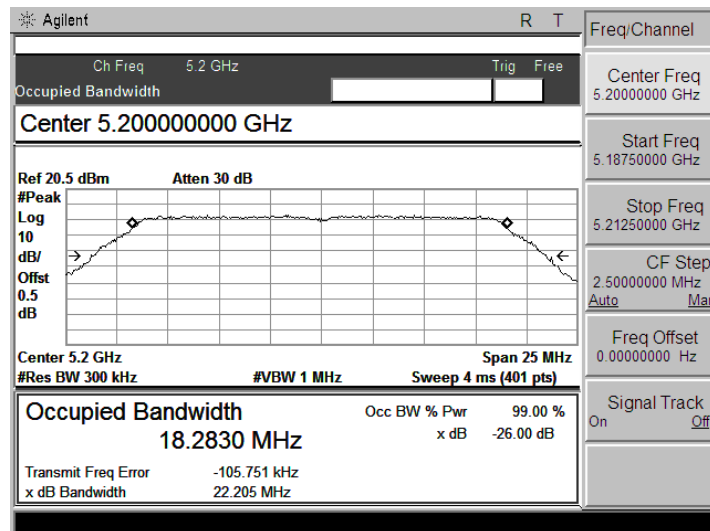 Agilent
R T
Freq/Channel
Ch Freq 5.2 GHz Trig Free
Occupied Bandwidth
Center 5.200000000 GHz
Ref 20.5 dBm Atten 30 dB
#Peak
Log
10
dB/
Offst
0.5
dB
Center 5.2 GHz Span 25 MHz
#Res BW 300 kHz #VBW 1 MHz Sweep 4 ms (401 pts)
Occupied Bandwidth
18.2830 MHz
Occ BW % Pwr 99.00 %
x dB -26.00 dB
Transmit Freq Error -105.751 kHz
x dB Bandwidth 22.205 MHz
Center Freq
5.20000000 GHz
Start Freq
5.18750000 GHz
Stop Freq
5.21250000 GHz
CF Step
2.50000000 MHz
Auto Man
Freq Offset
0.00000000 Hz
Signal Track
On Off